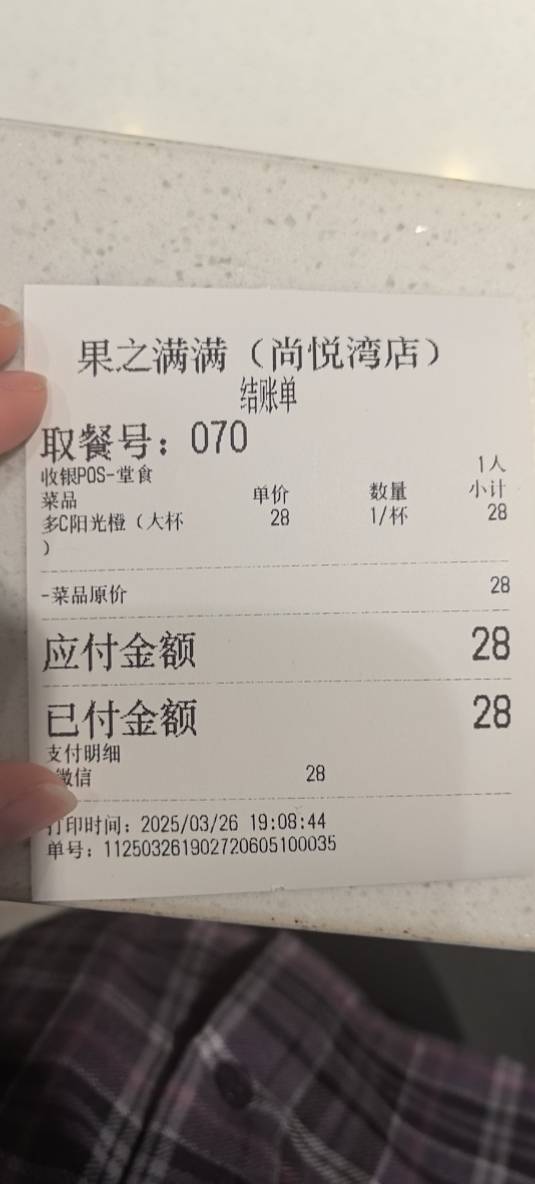 果之满满（尚悦湾店）
结账单
取餐号：070
收银POS-堂食 1人
菜品 单价 数量 小计
多C阳光橙（大杯 28 1/杯 28
）
-菜品原价 28
应付金额 28
已付金额 28
支付明细
微信 28
打印时间：2025/03/26 19:08:44
单号：112503261902720605100035